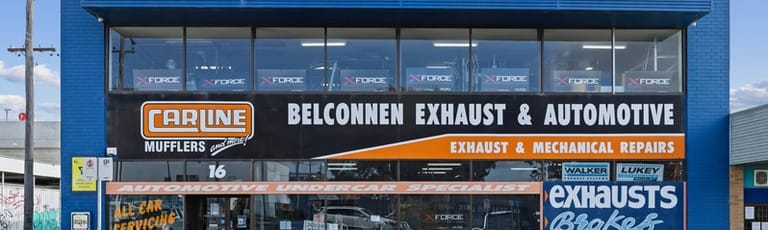 XFORCE XFORCE XFORCE XFORCE XFORCE XFORCE XFORCE
CARLINE
MUFFLERS and more!
BELCONNEN EXHAUST & AUTOMOTIVE
EXHAUST & MECHANICAL REPAIRS
16
WALKER
LUKEY
AUTOMOTIVE UNDERCAR SPECIALIST
ALL CAR
SERVICING
XFORCE
EXHAUSTS
Brakes